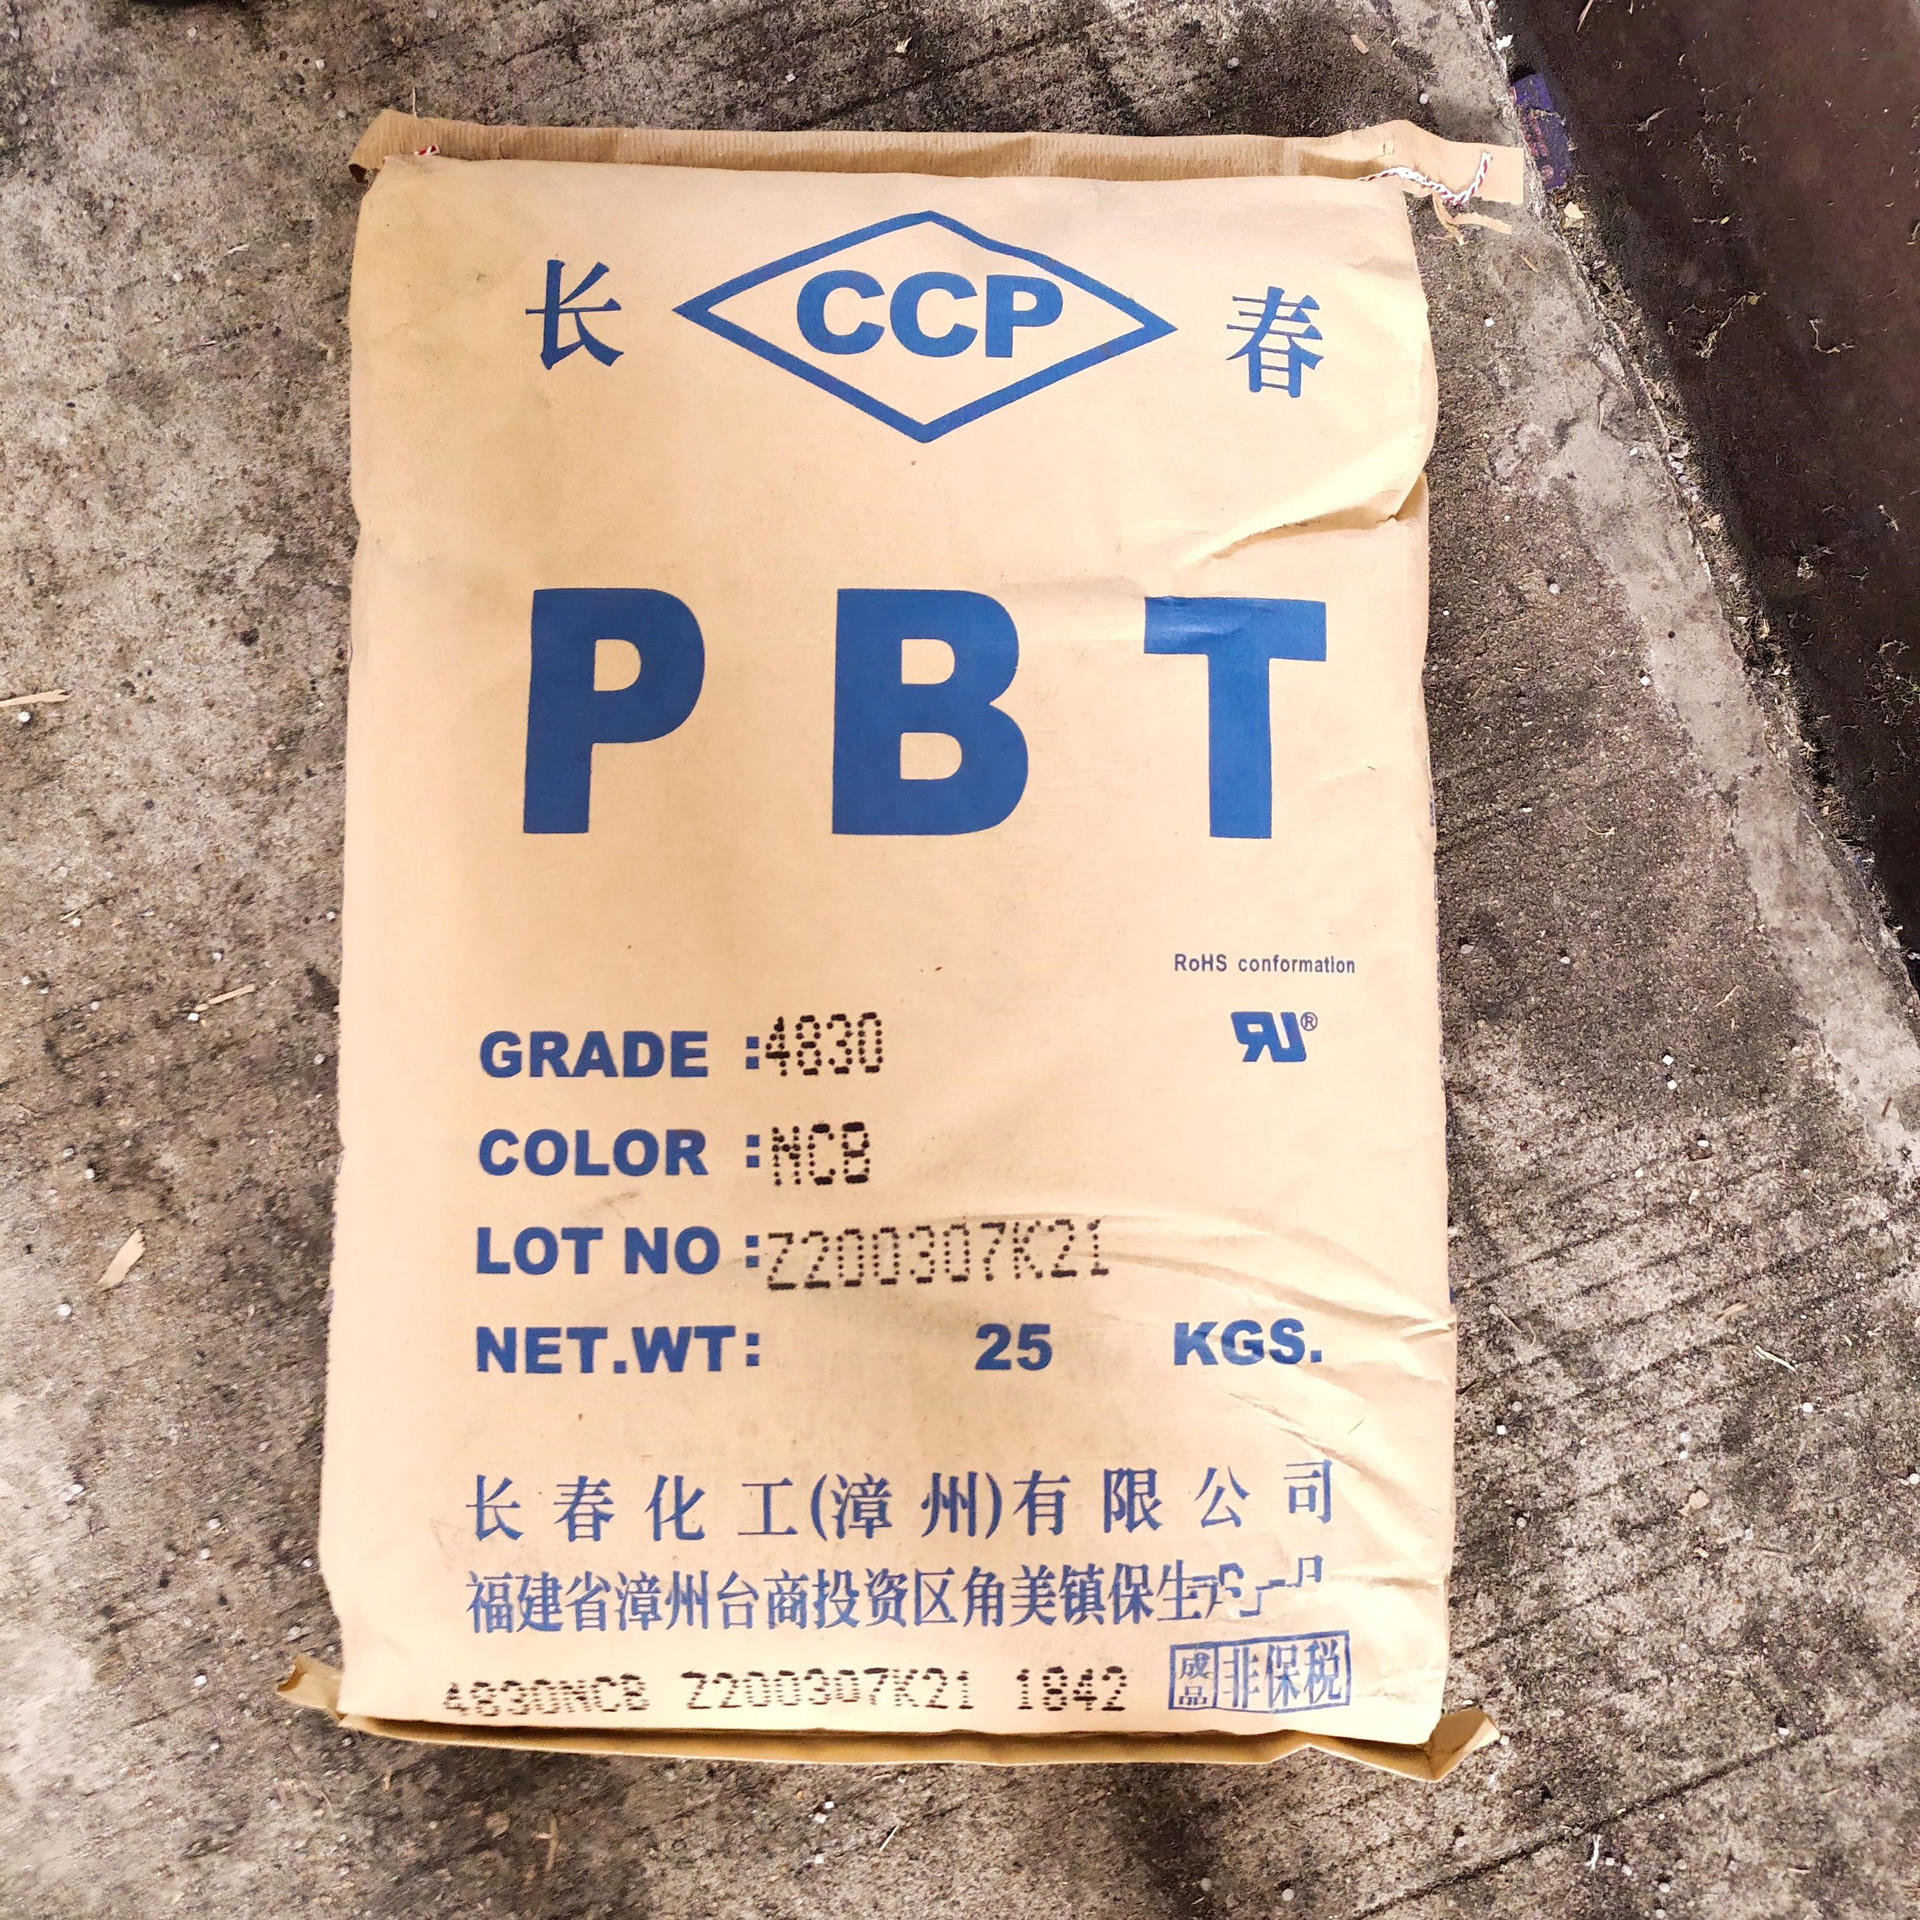 长 CCP 春
PBT
RoHS conformation
GRADE :4830
RU®
COLOR :NCB
LOT NO :Z200307K21
NET.WT: 25 KGS.
长春化工(漳州)有限公司
福建省漳州台商投资区角美镇保生
4830NCB Z200307K21 1842 成品 非保税